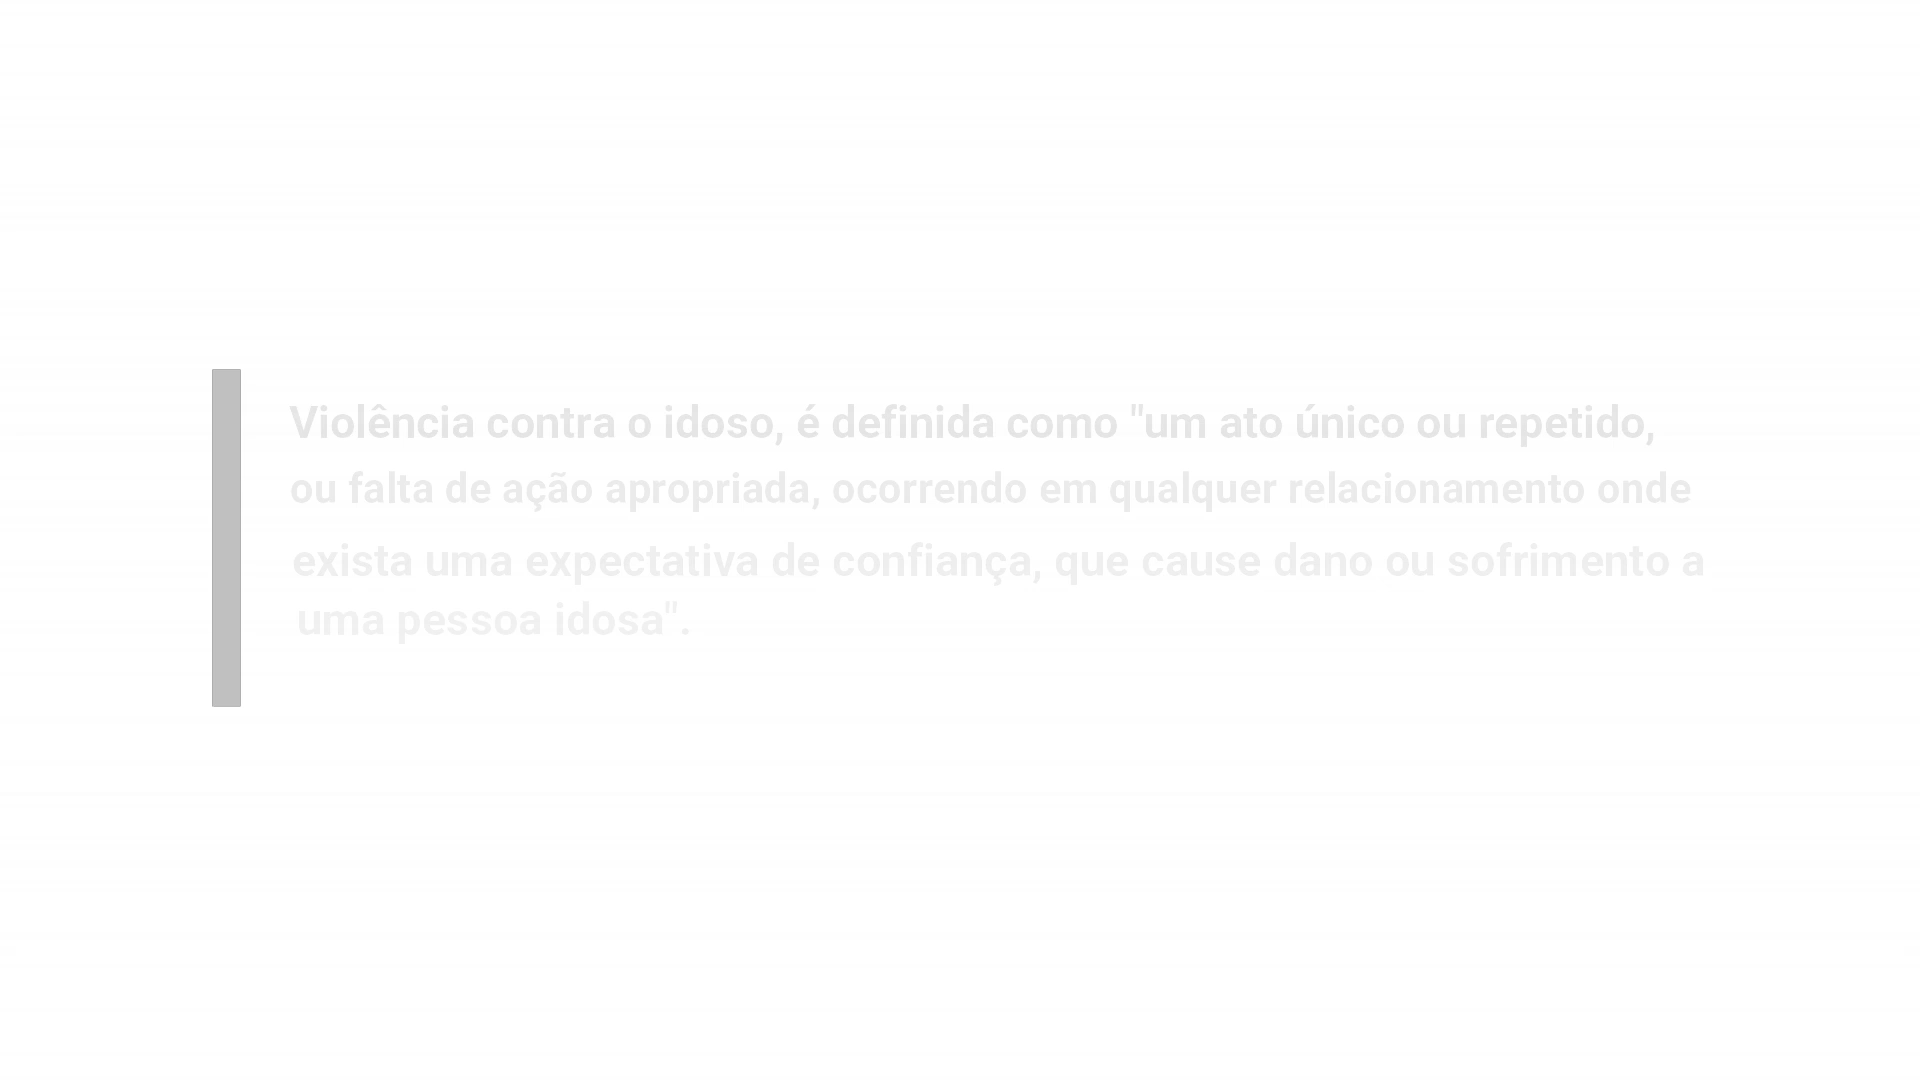 Violência contra o idoso, é definida como "um ato único ou repetido,
ou falta de ação apropriada, ocorrendo em qualquer relacionamento onde
exista uma expectativa de confiança, que cause dano ou sofrimento a
uma pessoa idosa".